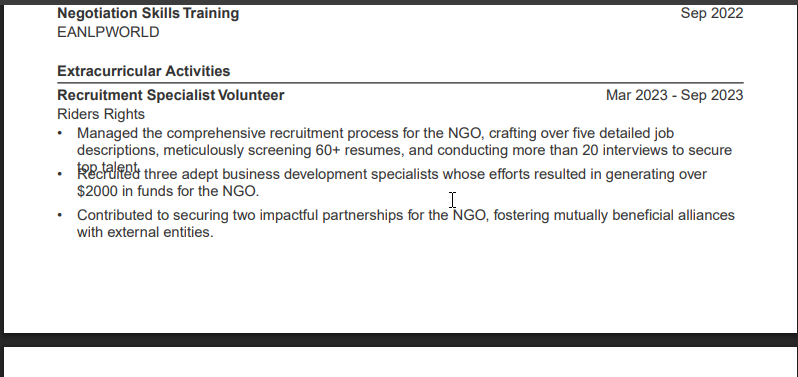 Negotiation Skills Training Sep 2022
EANLPWORLD
Extracurricular Activities
Recruitment Specialist Volunteer Mar 2023 - Sep 2023
Riders Rights
• Managed the comprehensive recruitment process for the NGO, crafting over five detailed job
descriptions, meticulously screening 60+ resumes, and conducting more than 20 interviews to secure
top talent.
• Recruited three adept business development specialists whose efforts resulted in generating over
$2000 in funds for the NGO.
• Contributed to securing two impactful partnerships for the NGO, fostering mutually beneficial alliances
with external entities.